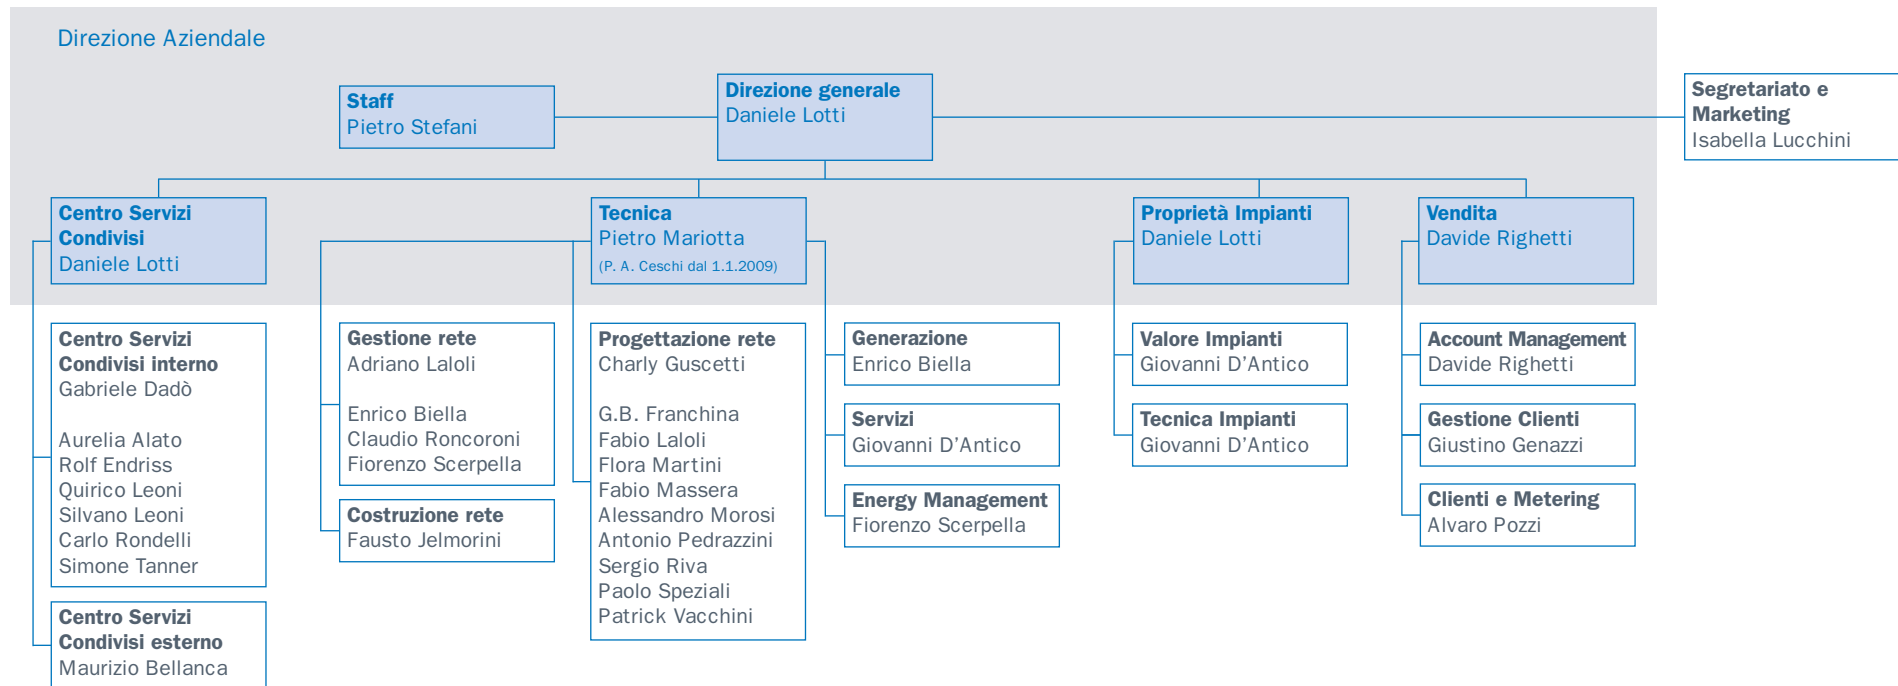 Direzione Aziendale
Staff
Pietro Stefani
Direzione generale
Daniele Lotti
Segretariato e
Marketing
Isabella Lucchini
Centro Servizi
Condivisi
Daniele Lotti
Tecnica
Pietro Mariotta
(P. A. Ceschi dal 1.1.2009)
Proprietà Impianti
Daniele Lotti
Vendita
Davide Righetti
Centro Servizi
Condivisi interno
Gabriele Dadò
Aurelia Alato
Rolf Endriss
Quirico Leoni
Silvano Leoni
Carlo Rondelli
Simone Tanner
Centro Servizi
Condivisi esterno
Maurizio Bellanca
Gestione rete
Adriano Laloli
Enrico Biella
Claudio Roncoroni
Fiorenzo Scerpella
Costruzione rete
Fausto Jelmorini
Progettazione rete
Charly Guscetti
G.B. Franchina
Fabio Laloli
Flora Martini
Fabio Massera
Alessandro Morosi
Antonio Pedrazzini
Sergio Riva
Paolo Speziali
Patrick Vacchini
Generazione
Enrico Biella
Servizi
Giovanni D’Antico
Energy Management
Fiorenzo Scerpella
Valore Impianti
Giovanni D’Antico
Tecnica Impianti
Giovanni D’Antico
Account Management
Davide Righetti
Gestione Clienti
Giustino Genazzi
Clienti e Metering
Alvaro Pozzi